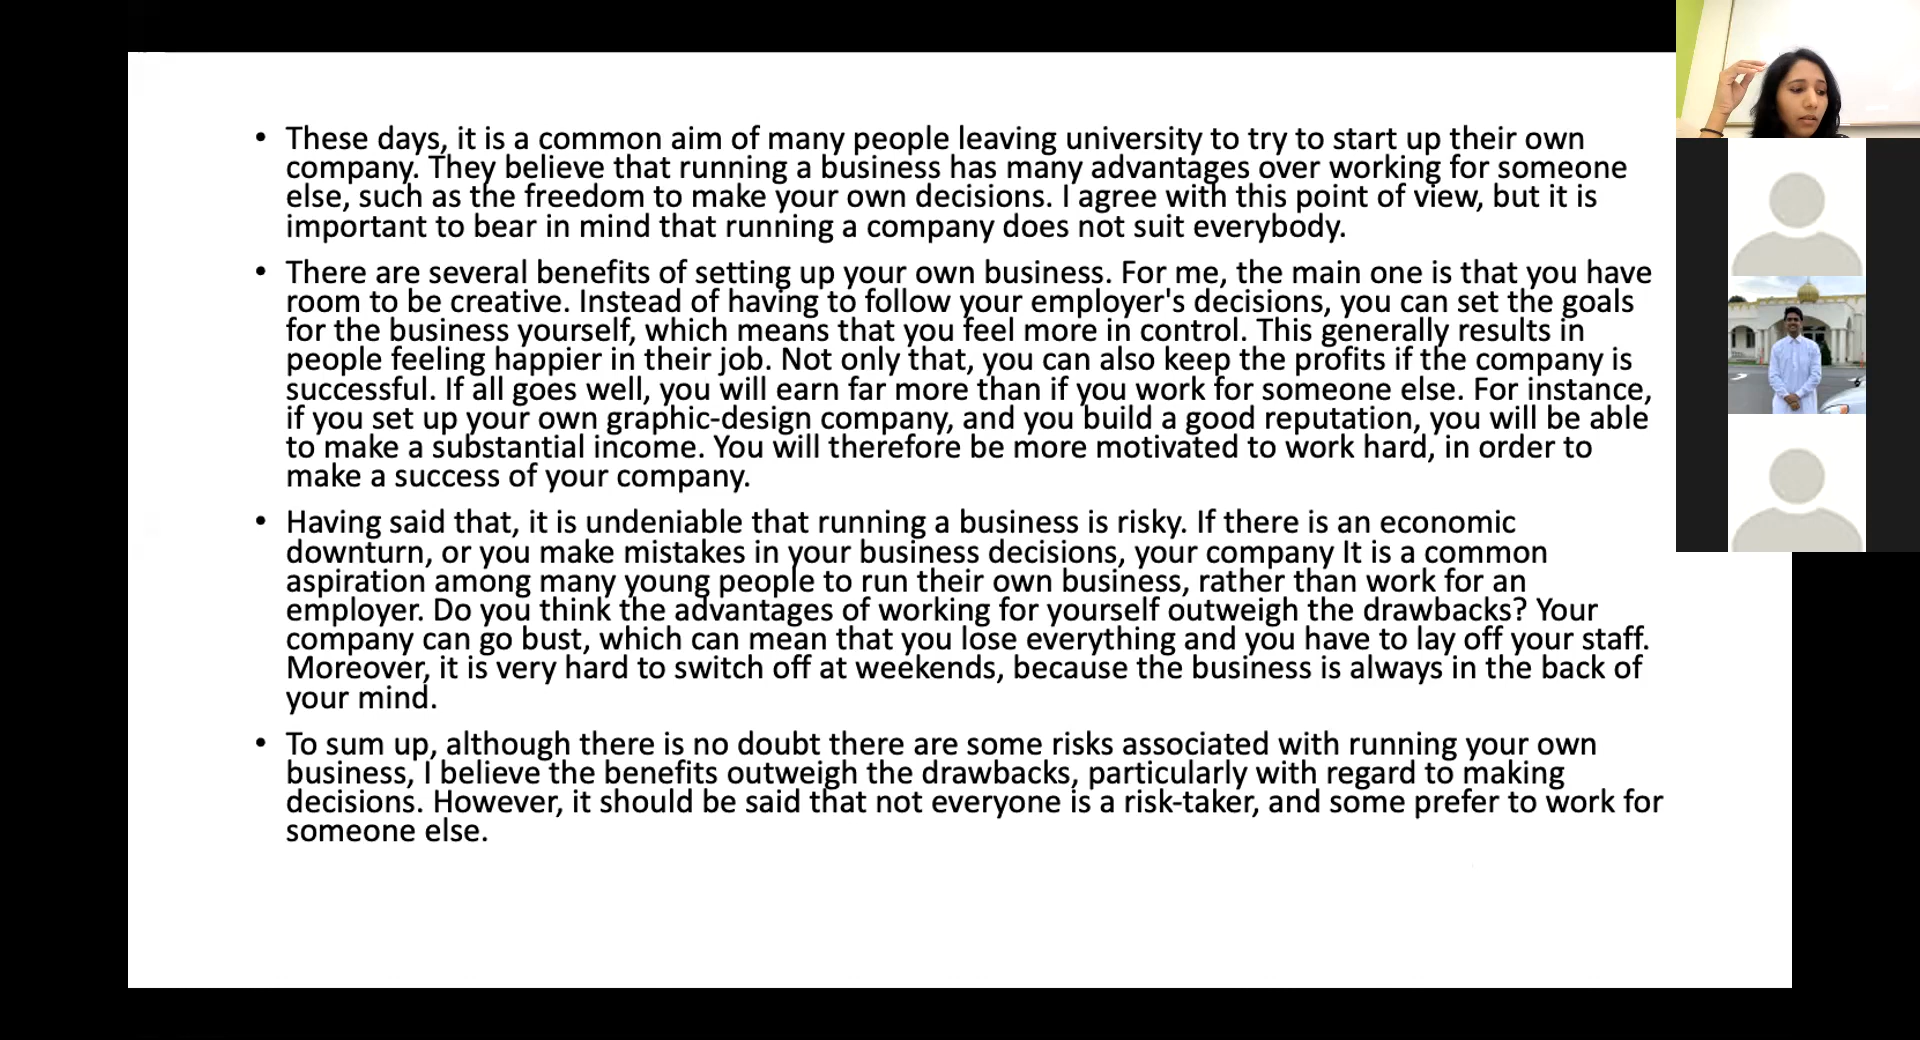 • These days, it is a common aim of many people leaving university to try to start up their own
company. They believe that running a business has many advantages over working for someone
else, such as the freedom to make your own decisions. I agree with this point of view, but it is
important to bear in mind that running a company does not suit everybody.
• There are several benefits of setting up your own business. For me, the main one is that you have
room to be creative. Instead of having to follow your employer's decisions, you can set the goals
for the business yourself, which means that you feel more in control. This generally results in
people feeling happier in their job. Not only that, you can also keep the profits if the company is
successful. If all goes well, you will earn far more than if you work for someone else. For instance,
if you set up your own graphic-design company, and you build a good reputation, you will be able
to make a substantial income. You will therefore be more motivated to work hard, in order to
make a success of your company.
• Having said that, it is undeniable that running a business is risky. If there is an economic
downturn, or you make mistakes in your business decisions, your company It is a common
aspiration among many young people to run their own business, rather than work for an
employer. Do you think the advantages of working for yourself outweigh the drawbacks? Your
company can go bust, which can mean that you lose everything and you have to lay off your staff.
Moreover, it is very hard to switch off at weekends, because the business is always in the back of
your mind.
• To sum up, although there is no doubt there are some risks associated with running your own
business, I believe the benefits outweigh the drawbacks, particularly with regard to making
decisions. However, it should be said that not everyone is a risk-taker, and some prefer to work for
someone else.